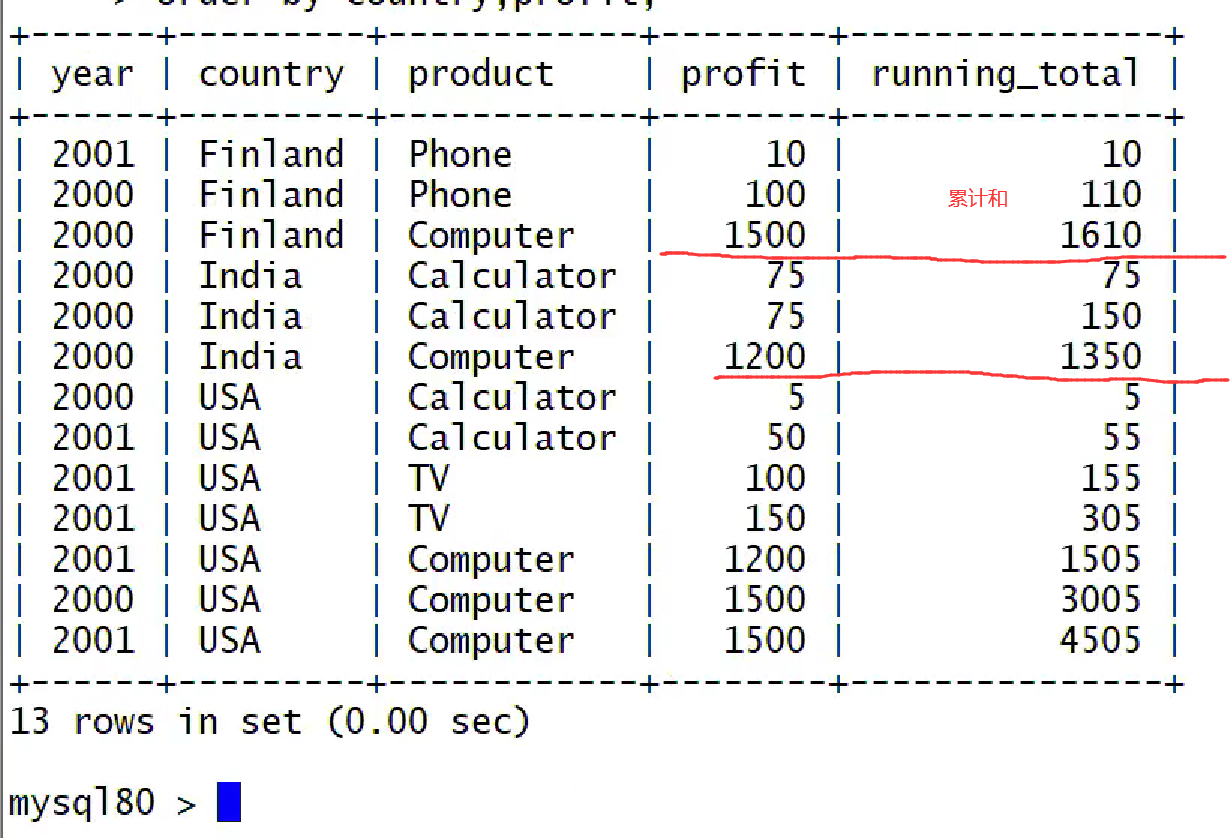 > order by country,profit;
+------+---------+------------+--------+---------------+
| year | country | product    | profit | running_total |
+------+---------+------------+--------+---------------+
| 2001 | Finland | Phone      |     10 |            10 |
| 2000 | Finland | Phone      |    100 | 累计和 110 |
| 2000 | Finland | Computer   |   1500 |          1610 |
| 2000 | India   | Calculator |     75 |            75 |
| 2000 | India   | Calculator |     75 |           150 |
| 2000 | India   | Computer   |   1200 |          1350 |
| 2000 | USA     | Calculator |      5 |             5 |
| 2001 | USA     | Calculator |     50 |            55 |
| 2001 | USA     | TV         |    100 |           155 |
| 2001 | USA     | TV         |    150 |           305 |
| 2001 | USA     | Computer   |   1200 |          1505 |
| 2000 | USA     | Computer   |   1500 |          3005 |
| 2001 | USA     | Computer   |   1500 |          4505 |
+------+---------+------------+--------+---------------+
13 rows in set (0.00 sec)
mysql80 >